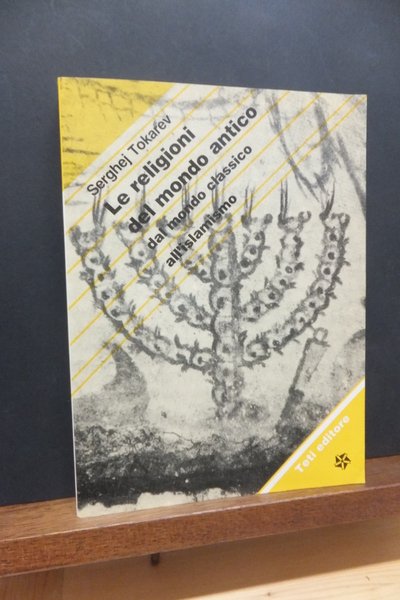 Serghej Tokarev
Le religioni
del mondo antico
dal mondo classico
all'islamismo
Teti editore